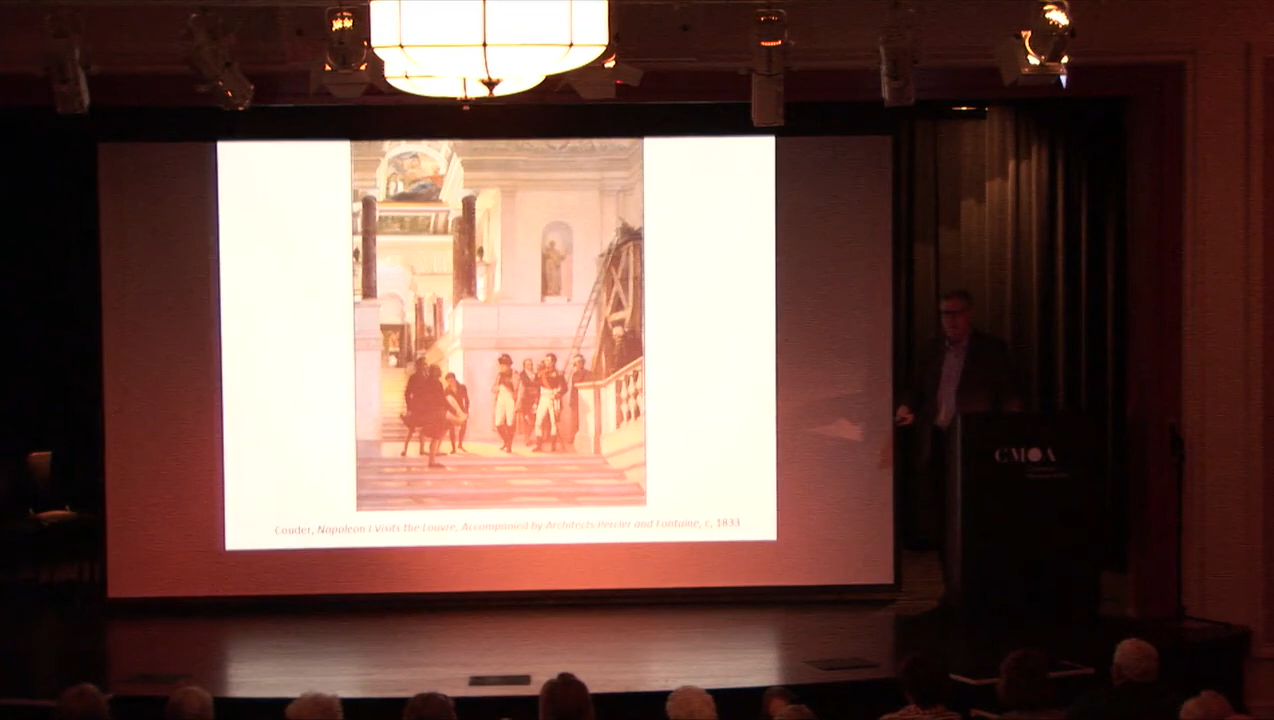 Couder, Napoleon I Visits the Louvre, Accompanied by Architects Percier and Fontaine, c. 1833
CMOA